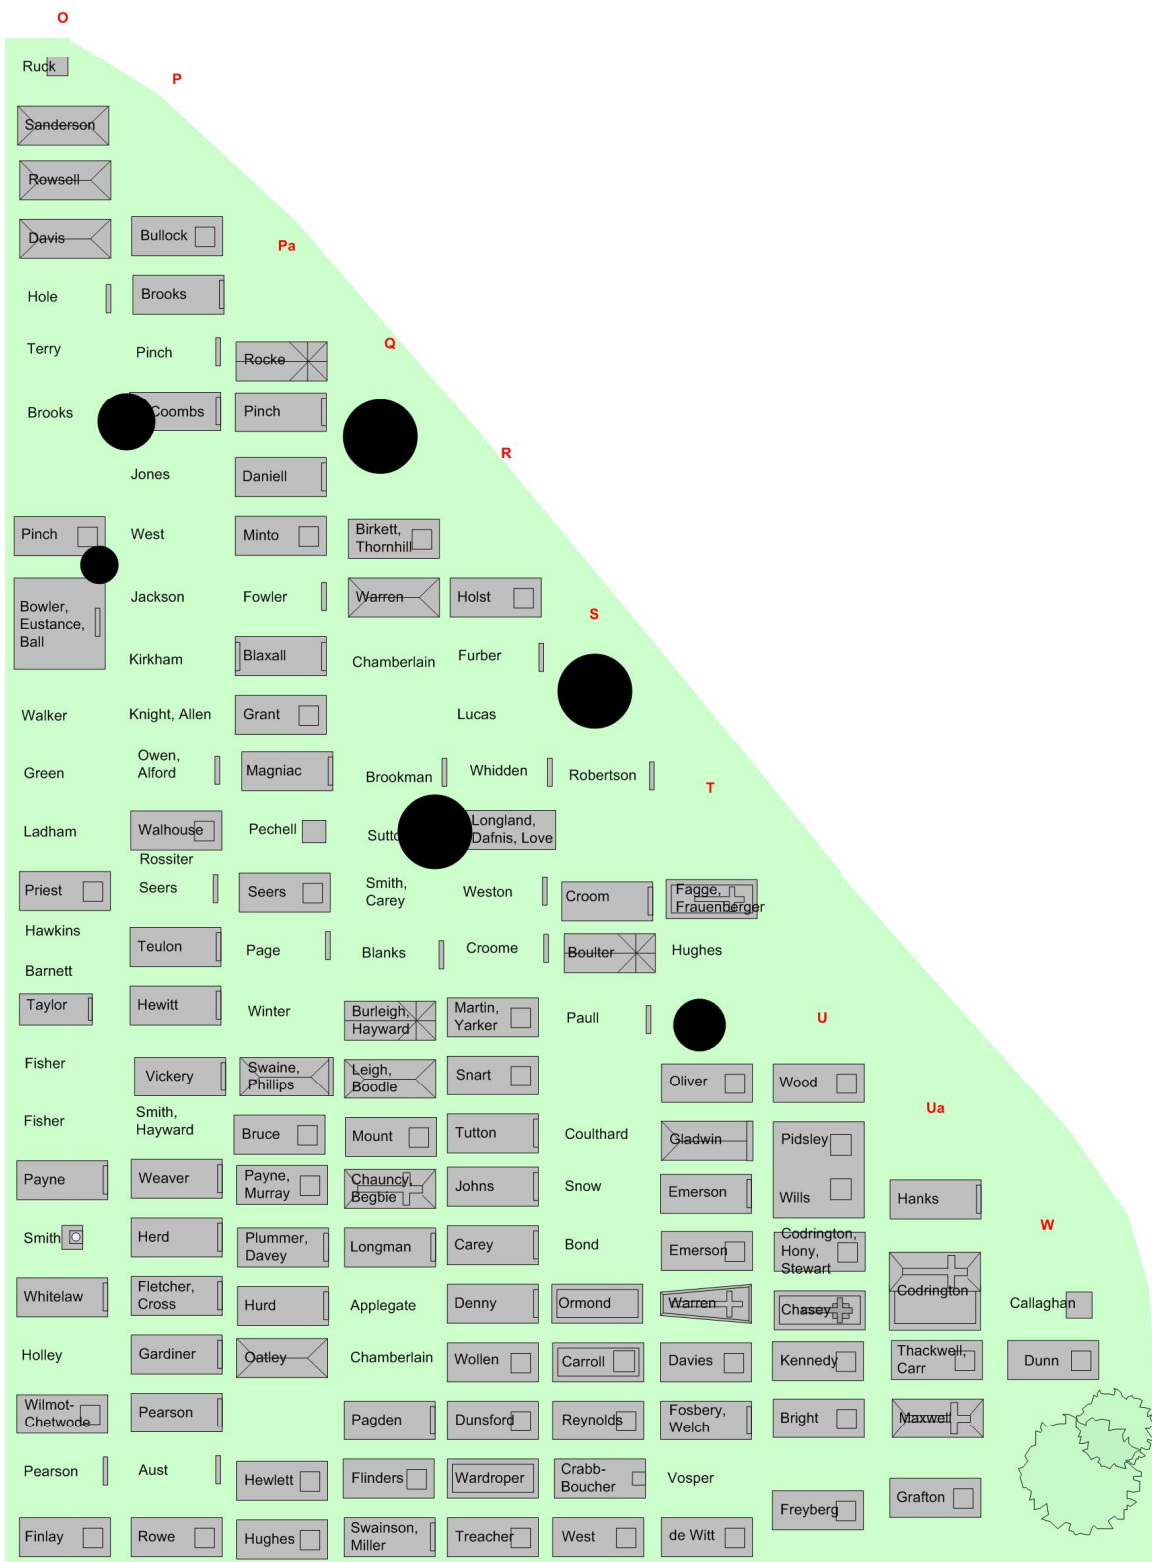 O
Ruck
P
Sanderson
Rowsell
Davis
Bullock
Pa
Hole
Brooks
Terry
Pinch
Rocke
Q
Brooks
Coombs
Pinch
R
Jones
Daniell
Pinch
West
Minto
Birkett,
Thornhill
Bowler,
Eustance,
Ball
Jackson
Fowler
Warren
Holst
S
Kirkham
Blaxall
Chamberlain
Furber
Walker
Knight, Allen
Grant
Lucas
Green
Owen,
Alford
Magniac
Brookman
Whidden
Robertson
T
Ladham
Walhouse
Pechell
Longland,
Dafnis, Love
Rossiter
Priest
Seers
Seers
Smith,
Carey
Weston
Croom
Fagge,
Frauenberger
Hawkins
Teulon
Page
Blanks
Croome
Boulter
Hughes
Barnett
Taylor
Hewitt
Winter
Burleigh,
Hayward
Martin,
Yarker
Paull
U
Fisher
Vickery
Swaine,
Phillips
Leigh,
Boodle
Snart
Oliver
Wood
Ua
Fisher
Smith,
Hayward
Bruce
Mount
Tutton
Coulthard
Gladwin
Pidsley
Payne
Weaver
Payne,
Murray
Chauncy,
Begbie
Johns
Snow
Emerson
Wills
Hanks
W
Smith
Herd
Plummer,
Davey
Longman
Carey
Bond
Emerson
Codrington,
Hony,
Stewart
Codrington
Whitelaw
Fletcher,
Cross
Hurd
Applegate
Denny
Ormond
Warren
Chasey
Callaghan
Holley
Gardiner
Oatley
Chamberlain
Wollen
Carroll
Davies
Kennedy
Thackwell,
Carr
Dunn
Wilmot-
Chetwode
Pearson
Pagden
Dunsford
Reynolds
Fosbery,
Welch
Bright
Maxwell
Pearson
Aust
Hewlett
Flinders
Wardroper
Crabb-
Boucher
Vosper
Freyberg
Grafton
Finlay
Rowe
Hughes
Swainson,
Miller
Treacher
West
de Witt